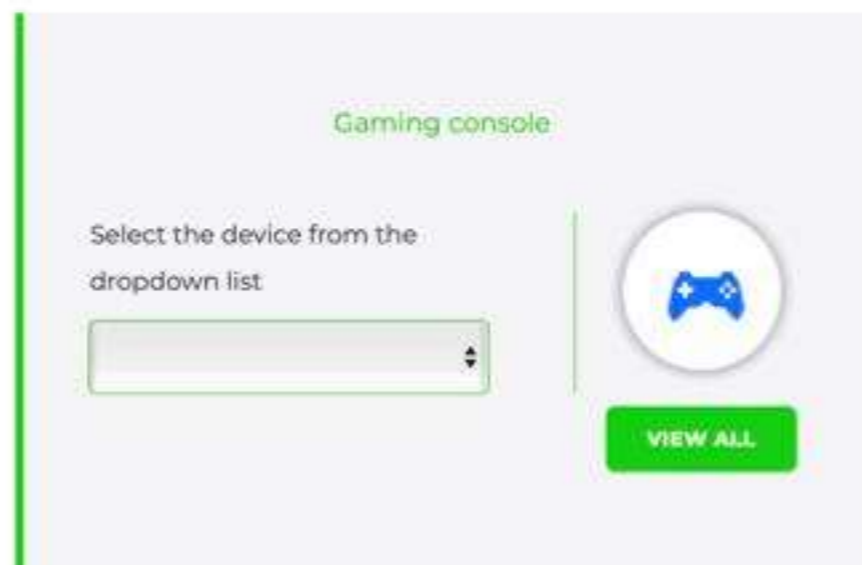 Gaming console
Select the device from the
dropdown list
VIEW ALL